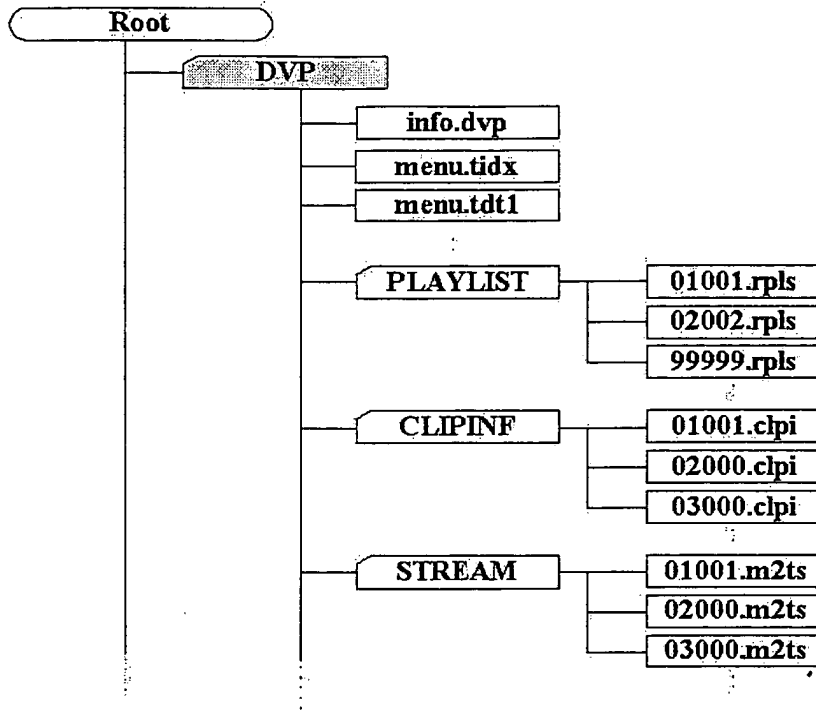 Root
DVP
info.dvp
menu.tidx
menu.tdt1
PLAYLIST
01001.rpls
02002.rpls
99999.rpls
CLIPINF
01001.clpi
02000.clpi
03000.clpi
STREAM
01001.m2ts
02000.m2ts
03000.m2ts